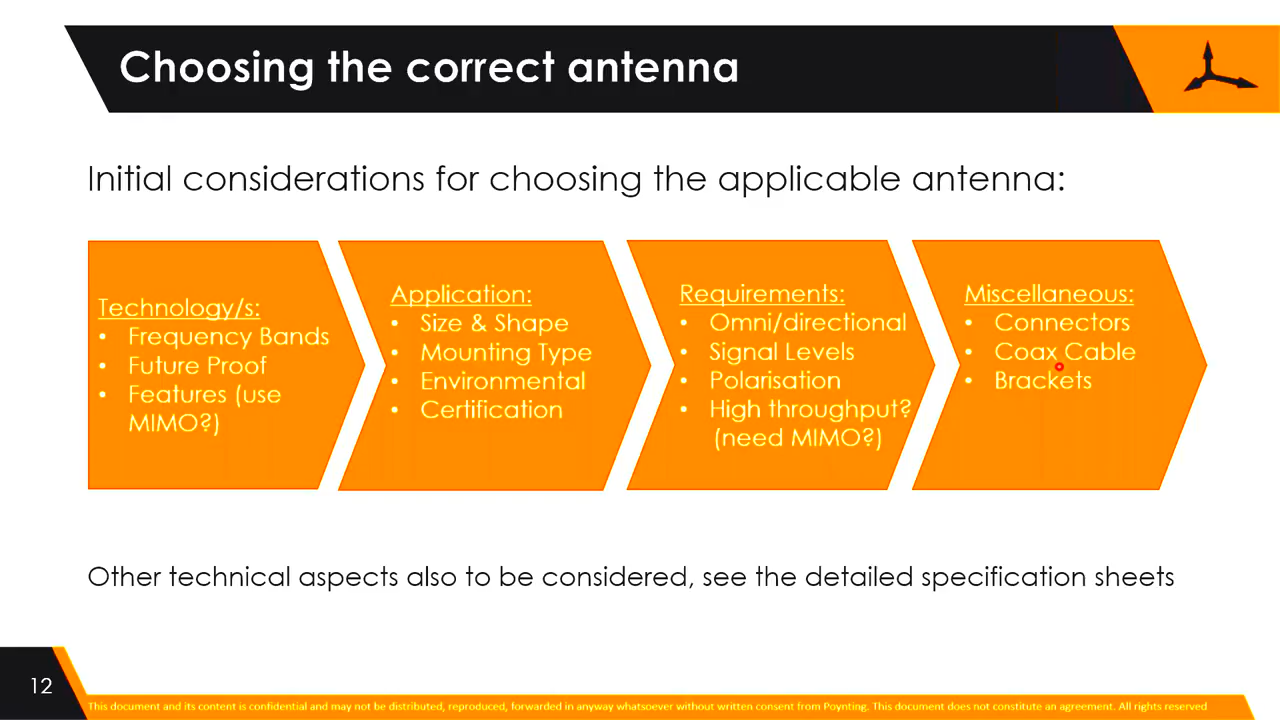 Choosing the correct antenna
Initial considerations for choosing the applicable antenna:
Technology/s:
• Frequency Bands
• Future Proof
• Features (use
MIMO?)
Application:
• Size & Shape
• Mounting Type
• Environmental
• Certification
Requirements:
• Omni/directional
• Signal Levels
• Polarisation
• High throughput?
(need MIMO?)
Miscellaneous:
• Connectors
• Coax Cable
• Brackets
Other technical aspects also to be considered, see the detailed specification sheets
12
This document and its content is confidential and may not be distributed, reproduced, forwarded in anyway whatsoever without written consent from Poynting. This document does not constitute an agreement. All rights reserved